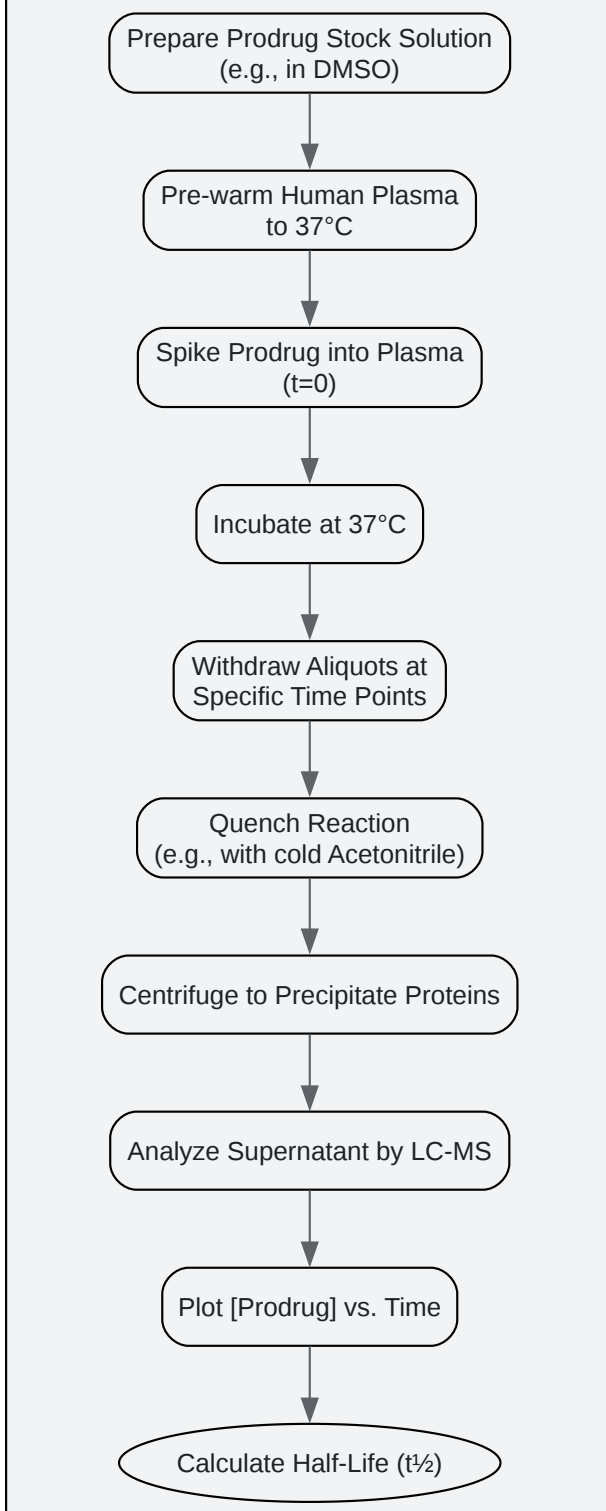 Prepare Prodrug Stock Solution
(e.g., in DMSO)
Pre-warm Human Plasma
to 37°C
Spike Prodrug into Plasma
(t=0)
Incubate at 37°C
Withdraw Aliquots at
Specific Time Points
Quench Reaction
(e.g., with cold Acetonitrile)
Centrifuge to Precipitate Proteins
Analyze Supernatant by LC-MS
Plot [Prodrug] vs. Time
Calculate Half-Life (t½)